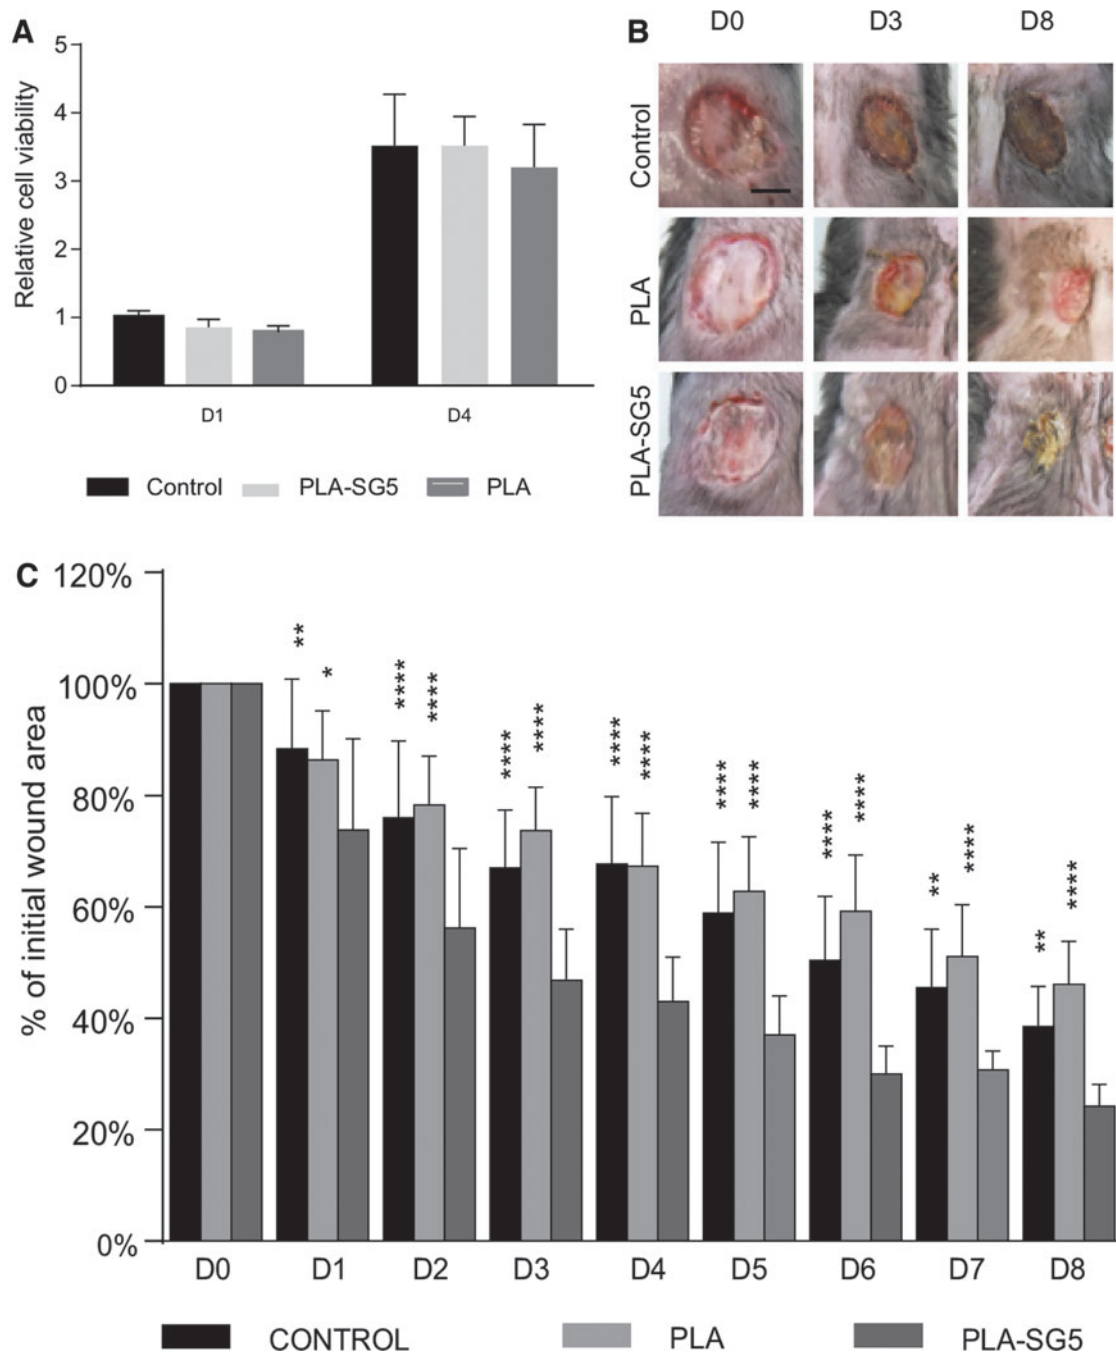 A
Relative cell viability
5
4
3
2
1
0
D1
D4
Control
PLA-SG5
PLA
B
D0
D3
D8
Control
PLA
PLA-SG5
C
% of initial wound area
120%
100%
80%
60%
40%
20%
0%
**
*
****
****
****
****
****
****
****
****
****
****
**
****
**
****
D0
D1
D2
D3
D4
D5
D6
D7
D8
CONTROL
PLA
PLA-SG5